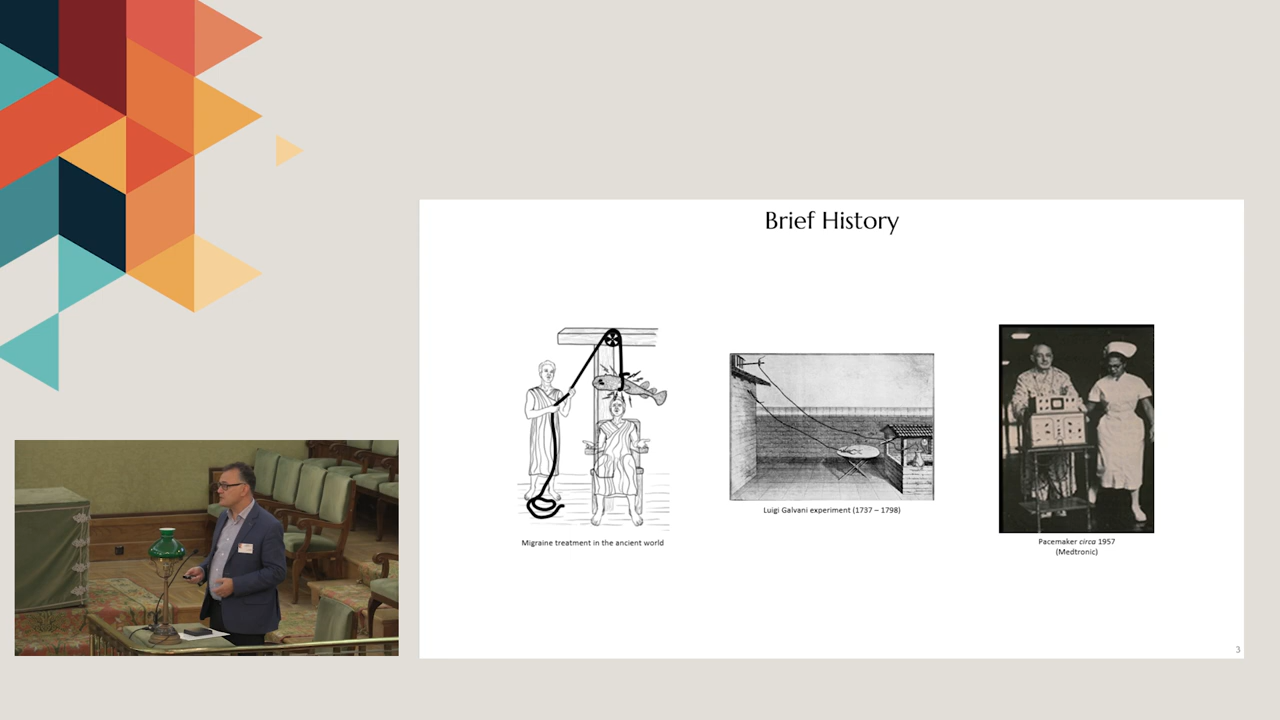 Brief History
Migraine treatment in the ancient world
Luigi Galvani experiment (1737 – 1798)
Pacemaker circa 1957
(Medtronic)
3